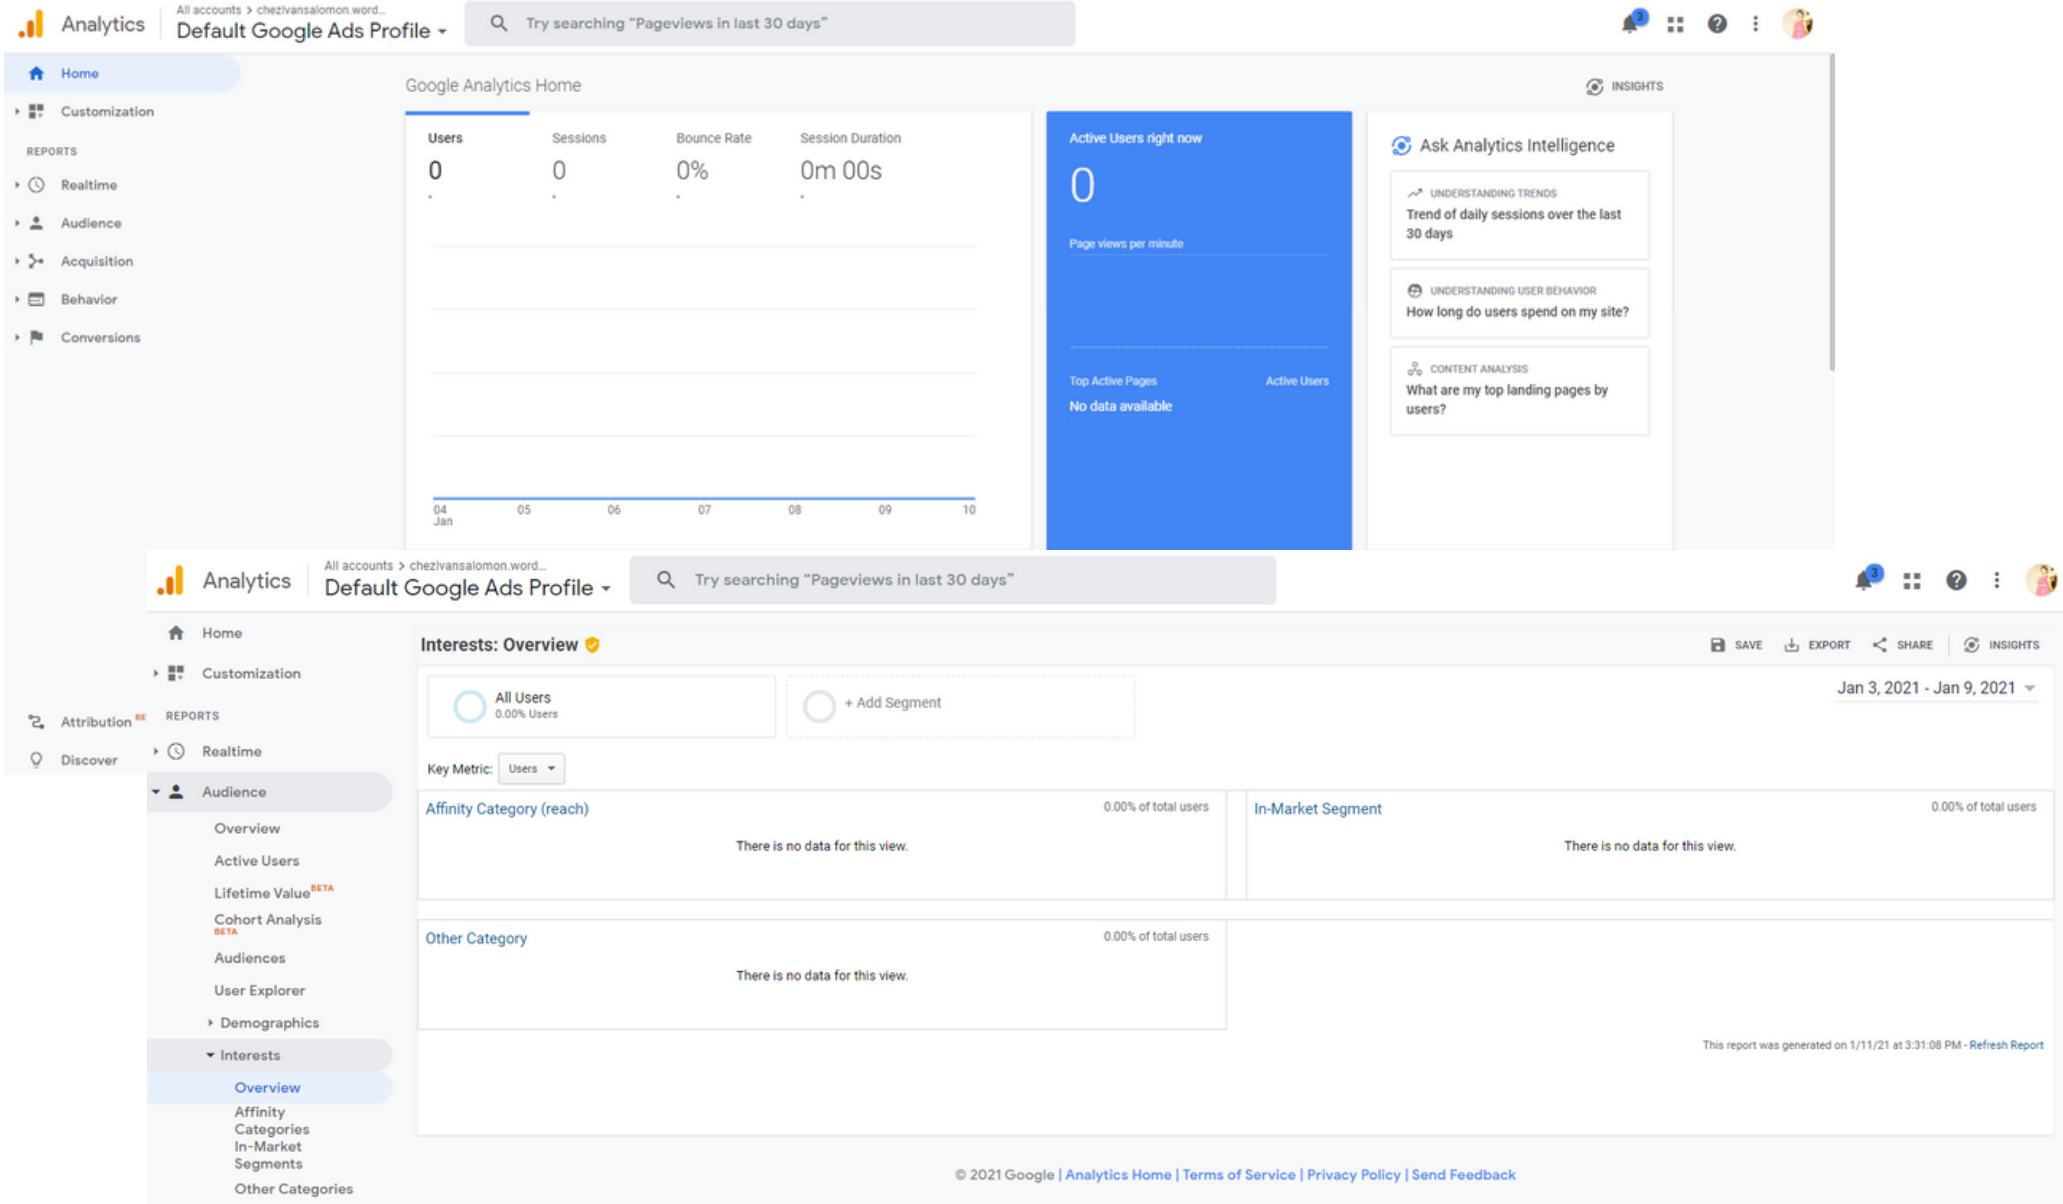 All accounts > chezivansalomon.word...
Analytics
Default Google Ads Profile
Try searching “Pageviews in last 30 days”
3
Home
Customization
REPORTS
Realtime
Audience
Acquisition
Behavior
Conversions
Attribution BE
Discover
Google Analytics Home
INSIGHTS
Users
Sessions
Bounce Rate
Session Duration
0
0
0%
0m 00s
-
-
-
-
04 05 06 07 08 09 10
Jan
Active Users right now
0
Page views per minute
Top Active Pages Active Users
No data available
Ask Analytics Intelligence
UNDERSTANDING TRENDS
Trend of daily sessions over the last
30 days
UNDERSTANDING USER BEHAVIOR
How long do users spend on my site?
CONTENT ANALYSIS
What are my top landing pages by
users?
All accounts > chezivansalomon.word...
Analytics
Default Google Ads Profile
Try searching “Pageviews in last 30 days”
3
Home
Customization
REPORTS
Realtime
Audience
Overview
Active Users
Lifetime Value BETA
Cohort Analysis
BETA
Audiences
User Explorer
Demographics
Interests
Overview
Affinity
Categories
In-Market
Segments
Other Categories
Interests: Overview
SAVE
EXPORT
SHARE
INSIGHTS
All Users
0.00% Users
+ Add Segment
Jan 3, 2021 - Jan 9, 2021
Key Metric: Users
Affinity Category (reach) 0.00% of total users
There is no data for this view.
In-Market Segment 0.00% of total users
There is no data for this view.
Other Category 0.00% of total users
There is no data for this view.
This report was generated on 1/11/21 at 3:31:08 PM - Refresh Report
© 2021 Google | Analytics Home | Terms of Service | Privacy Policy | Send Feedback